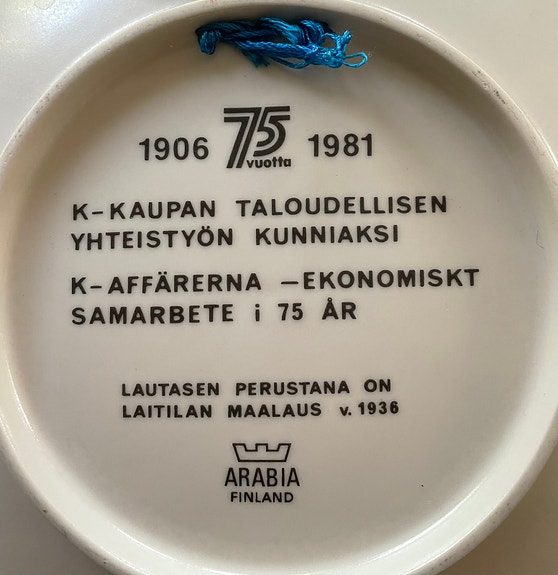 1906 75 vuotta 1981
K-KAUPAN TALOUDELLISEN
YHTEISTYÖN KUNNIAKSI
K-AFFÄRERNA –EKONOMISKT
SAMARBETE i 75 ÅR
LAUTASEN PERUSTANA ON
LAITILAN MAALAUS v. 1936
ARABIA
FINLAND